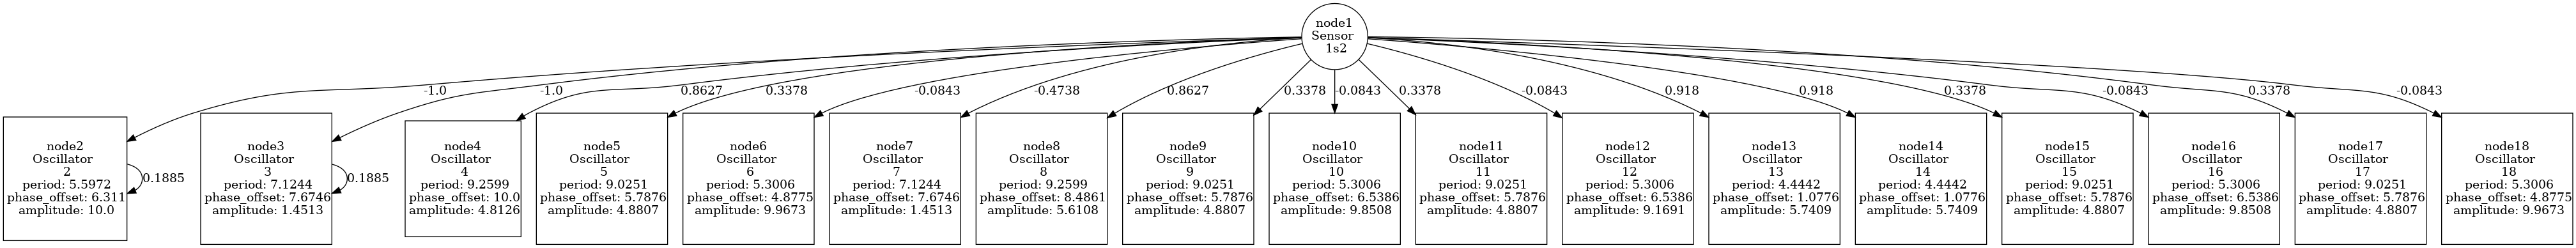 node1
Sensor
1s2
-1.0
-1.0
0.8627
0.3378
-0.0843
-0.4738
0.8627
0.3378
-0.0843
0.3378
-0.0843
0.918
0.918
0.3378
-0.0843
0.3378
-0.0843
node2
Oscillator
2
period: 5.5972
phase_offset: 6.311
amplitude: 10.0
0.1885
node3
Oscillator
3
period: 7.1244
phase_offset: 7.6746
amplitude: 1.4513
0.1885
node4
Oscillator
4
period: 9.2599
phase_offset: 10.0
amplitude: 4.8126
node5
Oscillator
5
period: 9.0251
phase_offset: 5.7876
amplitude: 4.8807
node6
Oscillator
6
period: 5.3006
phase_offset: 4.8775
amplitude: 9.9673
node7
Oscillator
7
period: 7.1244
phase_offset: 7.6746
amplitude: 1.4513
node8
Oscillator
8
period: 9.2599
phase_offset: 8.4861
amplitude: 5.6108
node9
Oscillator
9
period: 9.0251
phase_offset: 5.7876
amplitude: 4.8807
node10
Oscillator
10
period: 5.3006
phase_offset: 6.5386
amplitude: 9.8508
node11
Oscillator
11
period: 9.0251
phase_offset: 5.7876
amplitude: 4.8807
node12
Oscillator
12
period: 5.3006
phase_offset: 6.5386
amplitude: 9.1691
node13
Oscillator
13
period: 4.4442
phase_offset: 1.0776
amplitude: 5.7409
node14
Oscillator
14
period: 4.4442
phase_offset: 1.0776
amplitude: 5.7409
node15
Oscillator
15
period: 9.0251
phase_offset: 5.7876
amplitude: 4.8807
node16
Oscillator
16
period: 5.3006
phase_offset: 6.5386
amplitude: 9.8508
node17
Oscillator
17
period: 9.0251
phase_offset: 5.7876
amplitude: 4.8807
node18
Oscillator
18
period: 5.3006
phase_offset: 4.8775
amplitude: 9.9673